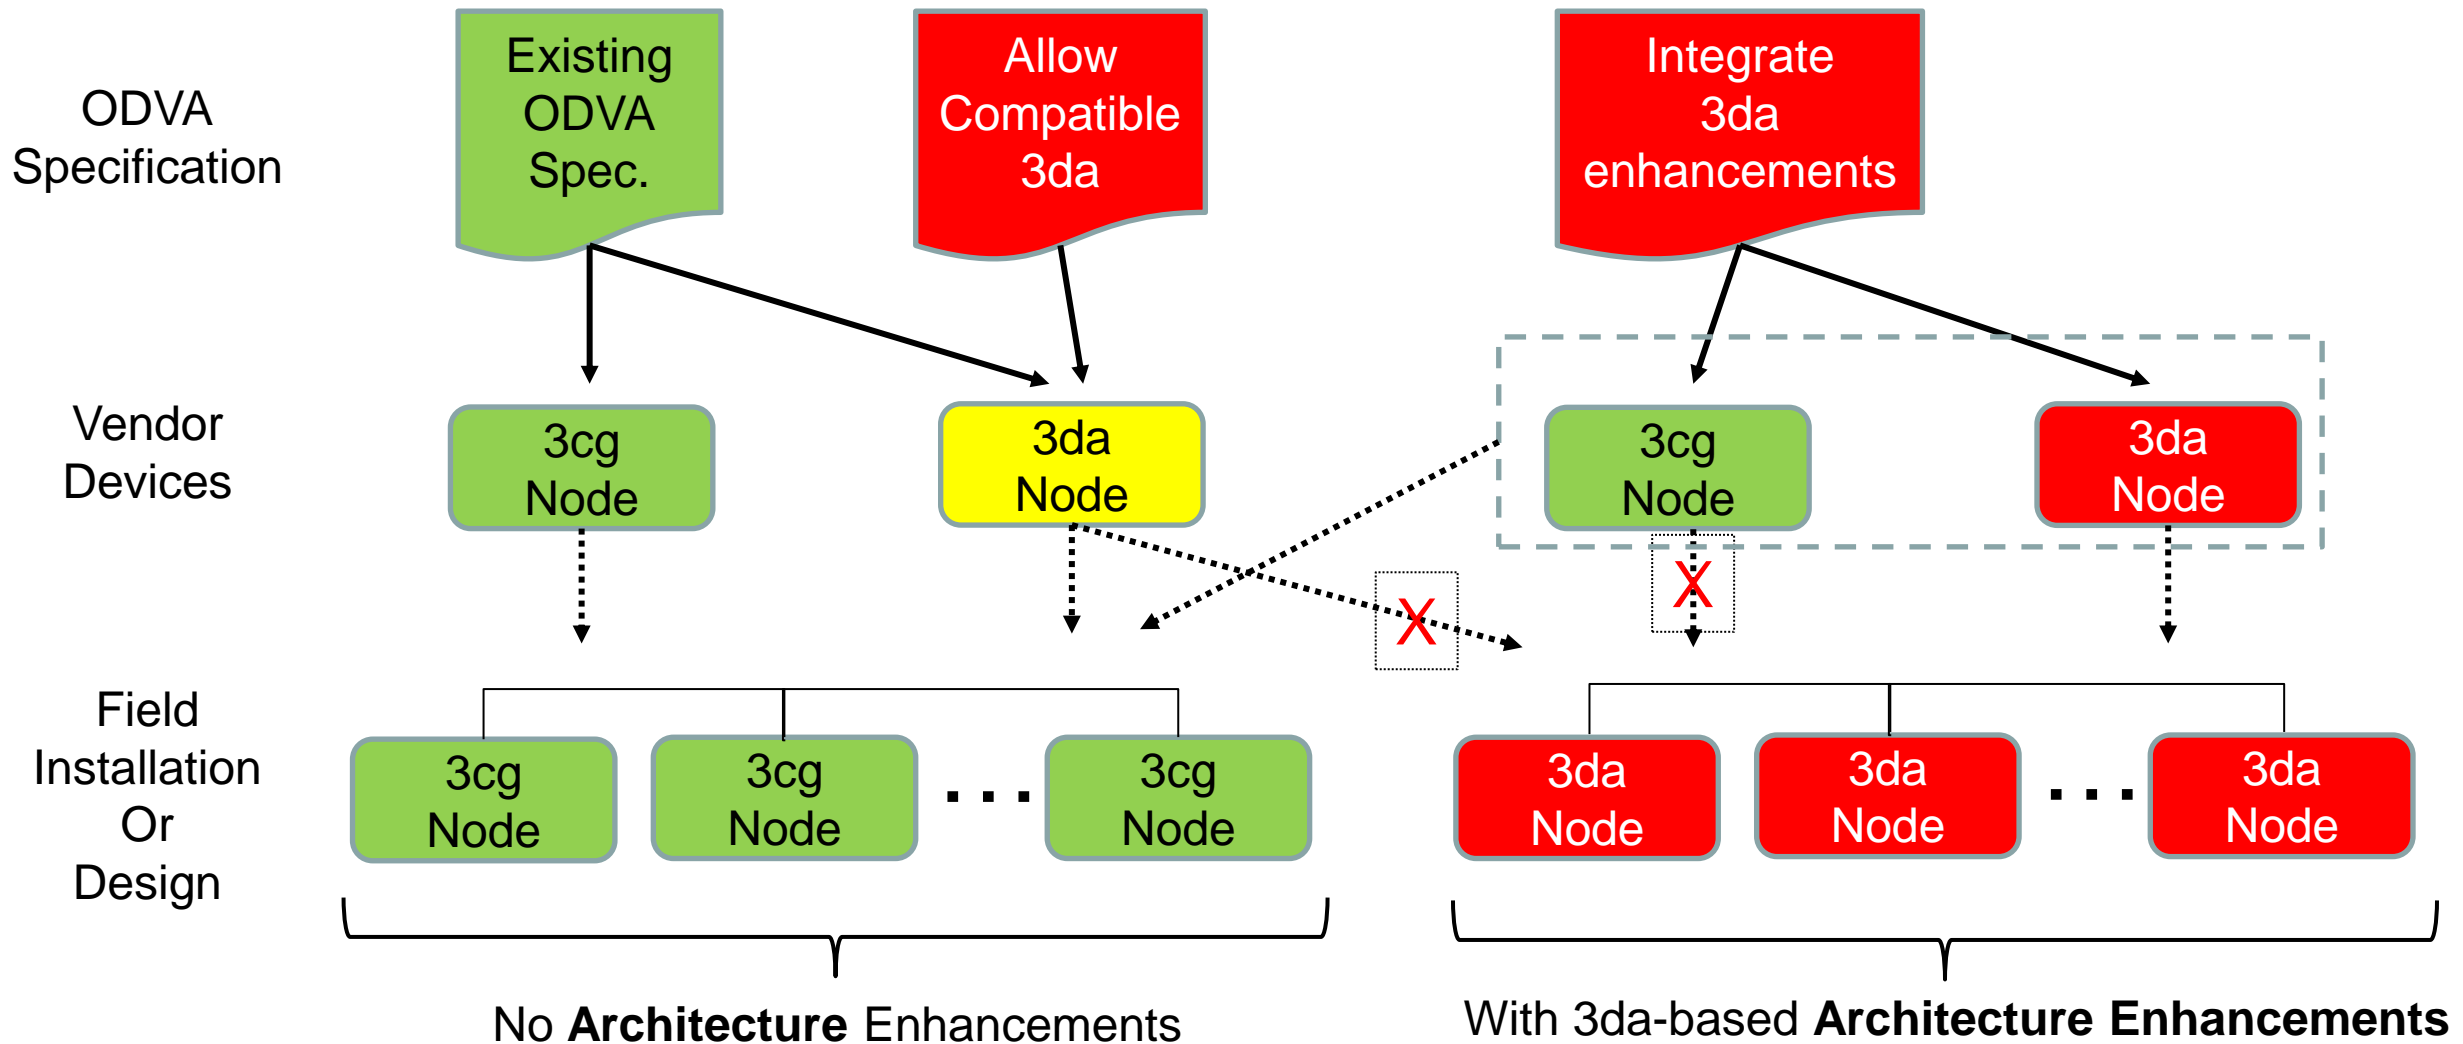 ODVA
Specification
Existing
ODVA
Spec.
Allow
Compatible
3da
Integrate
3da
enhancements
Vendor
Devices
3cg
Node
3da
Node
3cg
Node
3da
Node
X
X
Field
Installation
Or
Design
3cg
Node
3cg
Node
. . .
3cg
Node
3da
Node
3da
Node
. . .
3da
Node
No Architecture Enhancements
With 3da-based Architecture Enhancements